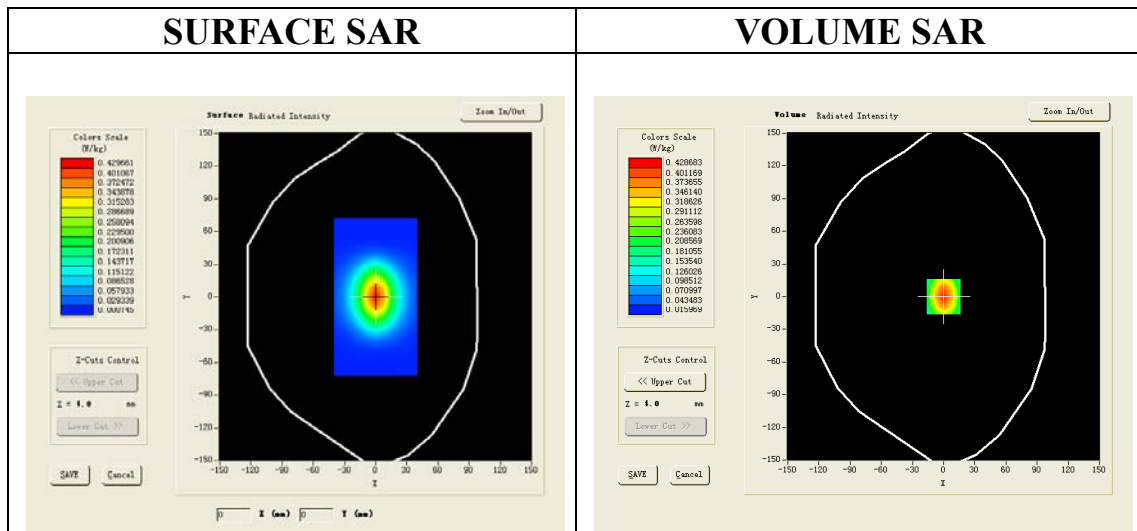 SURFACE SAR
VOLUME SAR
Surface Radiated Intensity
Zoom In/Out
Colors Scale
(W/kg)
0.429661
0.401067
0.372472
0.343878
0.315283
0.286689
0.258094
0.229500
0.200906
0.172311
0.143717
0.115122
0.086528
0.057933
0.029339
0.000745
150
120
90
60
30
0
-30
-60
-90
-120
-150
Y
-150 -120 -90 -60 -30 0 30 60 90 120 150
X
Z-Cuts Control
<< Upper Cut
Z = 4.0 mm
Lower Cut >>
SAVE Cancel
0 X (mm) 0 Y (mm)
Volume Radiated Intensity
Zoom In/Out
Colors Scale
(W/kg)
0.428683
0.401169
0.373655
0.346140
0.318626
0.291112
0.263598
0.236083
0.208569
0.181055
0.153540
0.126026
0.098512
0.070997
0.043483
0.015969
150
120
90
60
30
0
-30
-60
-90
-120
-150
Y
-150 -120 -90 -60 -30 0 30 60 90 120 150
X
Z-Cuts Control
<< Upper Cut
Z = 4.0 mm
Lower Cut >>
SAVE Cancel